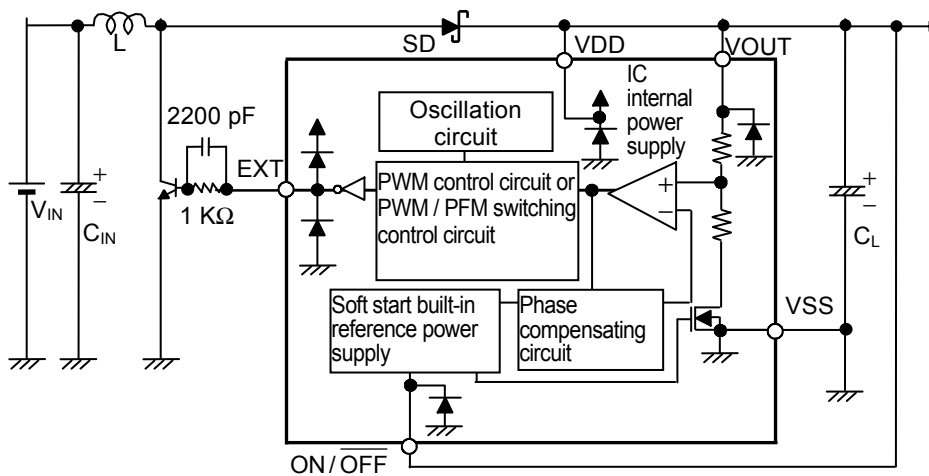 L
SD
VDD
VOUT
IC
internal
power
supply
Oscillation
circuit
2200 pF
EXT
+
−
PWM control circuit or
PWM / PFM switching
control circuit
1 KΩ
VIN
+
−
CIN
+
−
CL
Soft start built-in
reference power
supply
Phase
compensating
circuit
VSS
ON / OFF